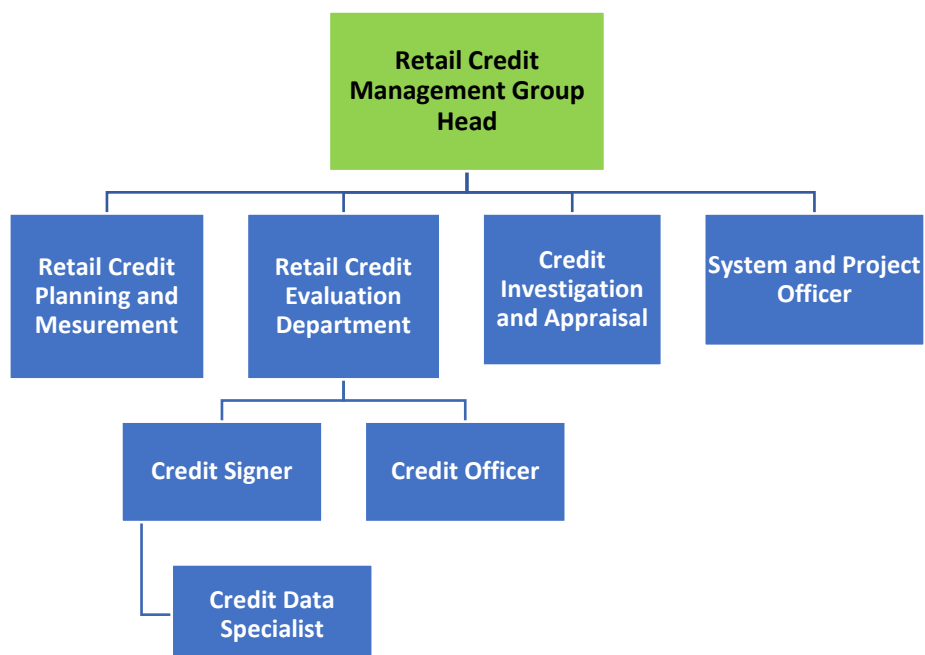 Retail Credit
Management Group
Head
Retail Credit
Planning and
Mesurement
Retail Credit
Evaluation
Department
Credit
Investigation
and Appraisal
System and Project
Officer
Credit Signer
Credit Officer
Credit Data
Specialist